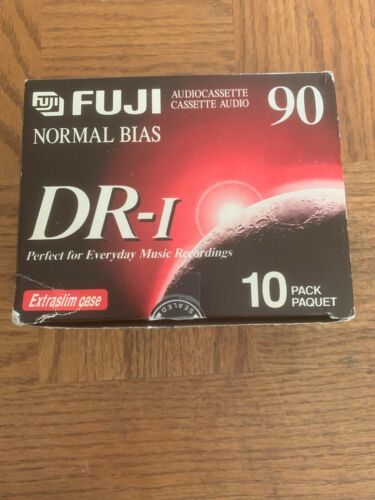 FUJI FUJI
AUDIOCASSETTE
CASSETTE AUDIO
90
NORMAL BIAS
DR-I
Perfect for Everyday Music Recordings
Extraslim case
SEALED
10 PACK
PAQUET